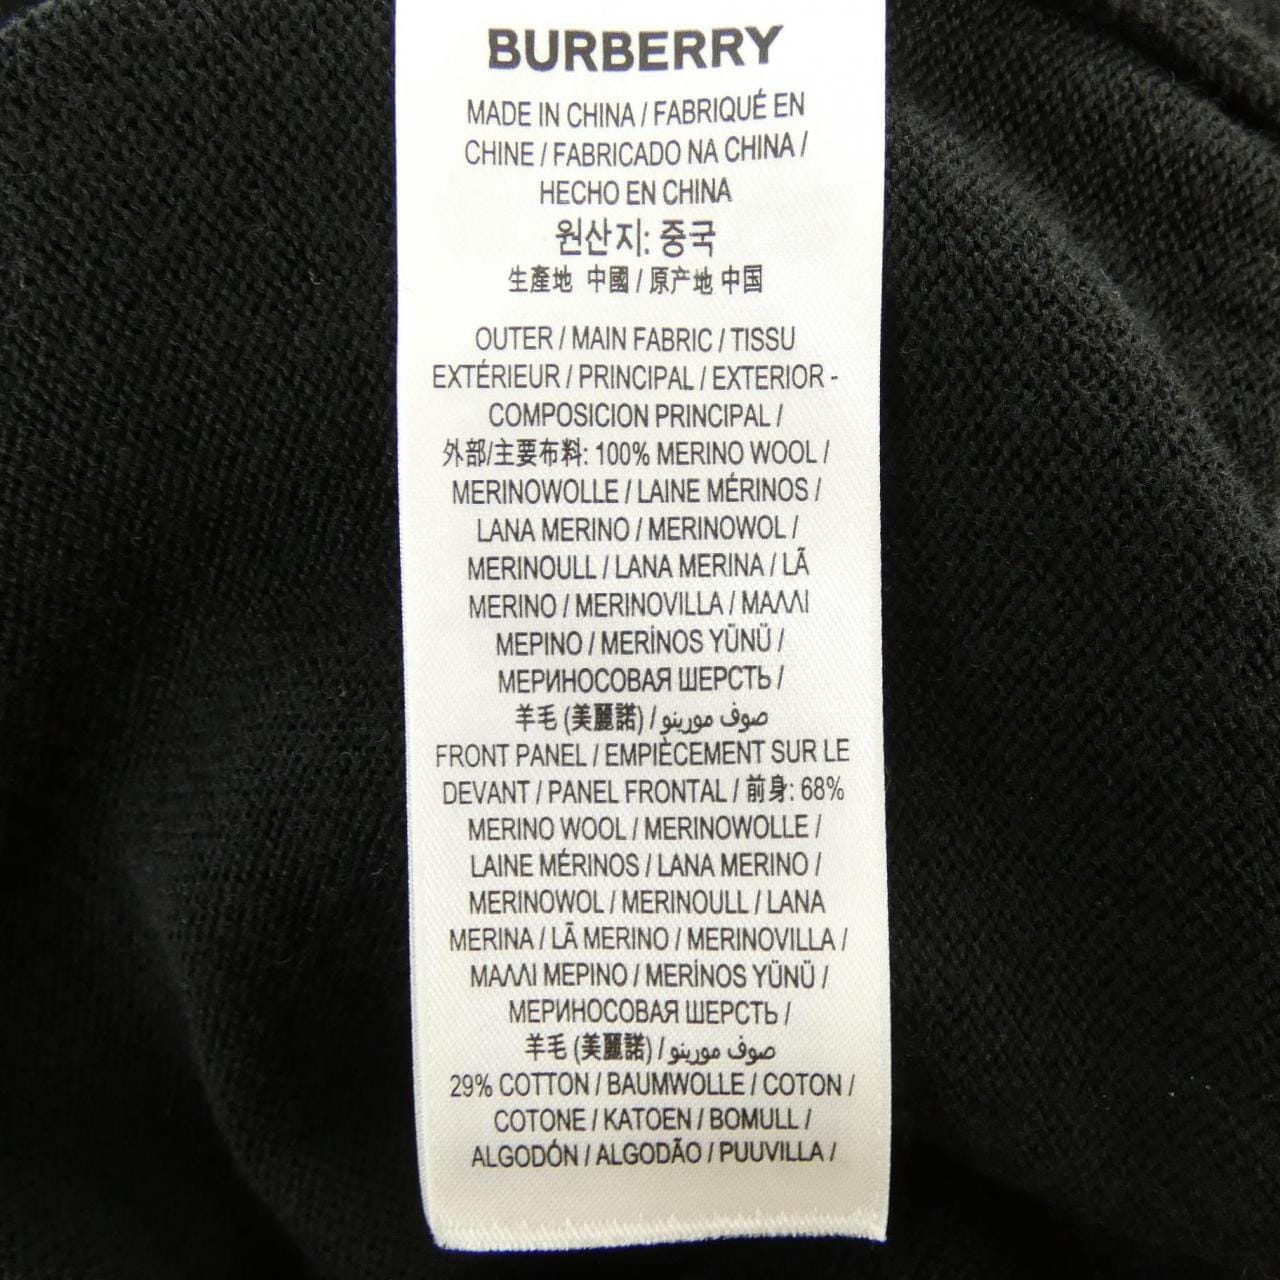 BURBERRY
MADE IN CHINA / FABRIQUÉ EN
CHINE / FABRICADO NA CHINA /
HECHO EN CHINA
원산지: 중국
生產地 中國 / 原产地 中国
OUTER / MAIN FABRIC / TISSU
EXTÉRIEUR / PRINCIPAL / EXTERIOR -
COMPOSICION PRINCIPAL /
外部/主要布料: 100% MERINO WOOL /
MERINOWOLLE / LAINE MÉRINOS /
LANA MERINO / MERINOWOL /
MERINOULL / LANA MERINA / LÃ
MERINO / MERINOVILLA / ΜΑΛΛΙ
ΜΕΡΙΝΟ / MERİNOS YÜNÜ /
МЕРИНОСОВАЯ ШЕРСТЬ /
羊毛 (美麗諾) / صوف مورينو
FRONT PANEL / EMPIÈCEMENT SUR LE
DEVANT / PANEL FRONTAL / 前身: 68%
MERINO WOOL / MERINOWOLLE /
LAINE MÉRINOS / LANA MERINO /
MERINOWOL / MERINOULL / LANA
MERINA / LÃ MERINO / MERINOVILLA /
ΜΑΛΛΙ ΜΕΡΙΝΟ / MERİNOS YÜNÜ /
МЕРИНОСОВАЯ ШЕРСТЬ /
羊毛 (美麗諾) / صوف مورينو
29% COTTON / BAUMWOLLE / COTON /
COTONE / KATOEN / BOMULL /
ALGODÓN / ALGODÃO / PUUVILLA /